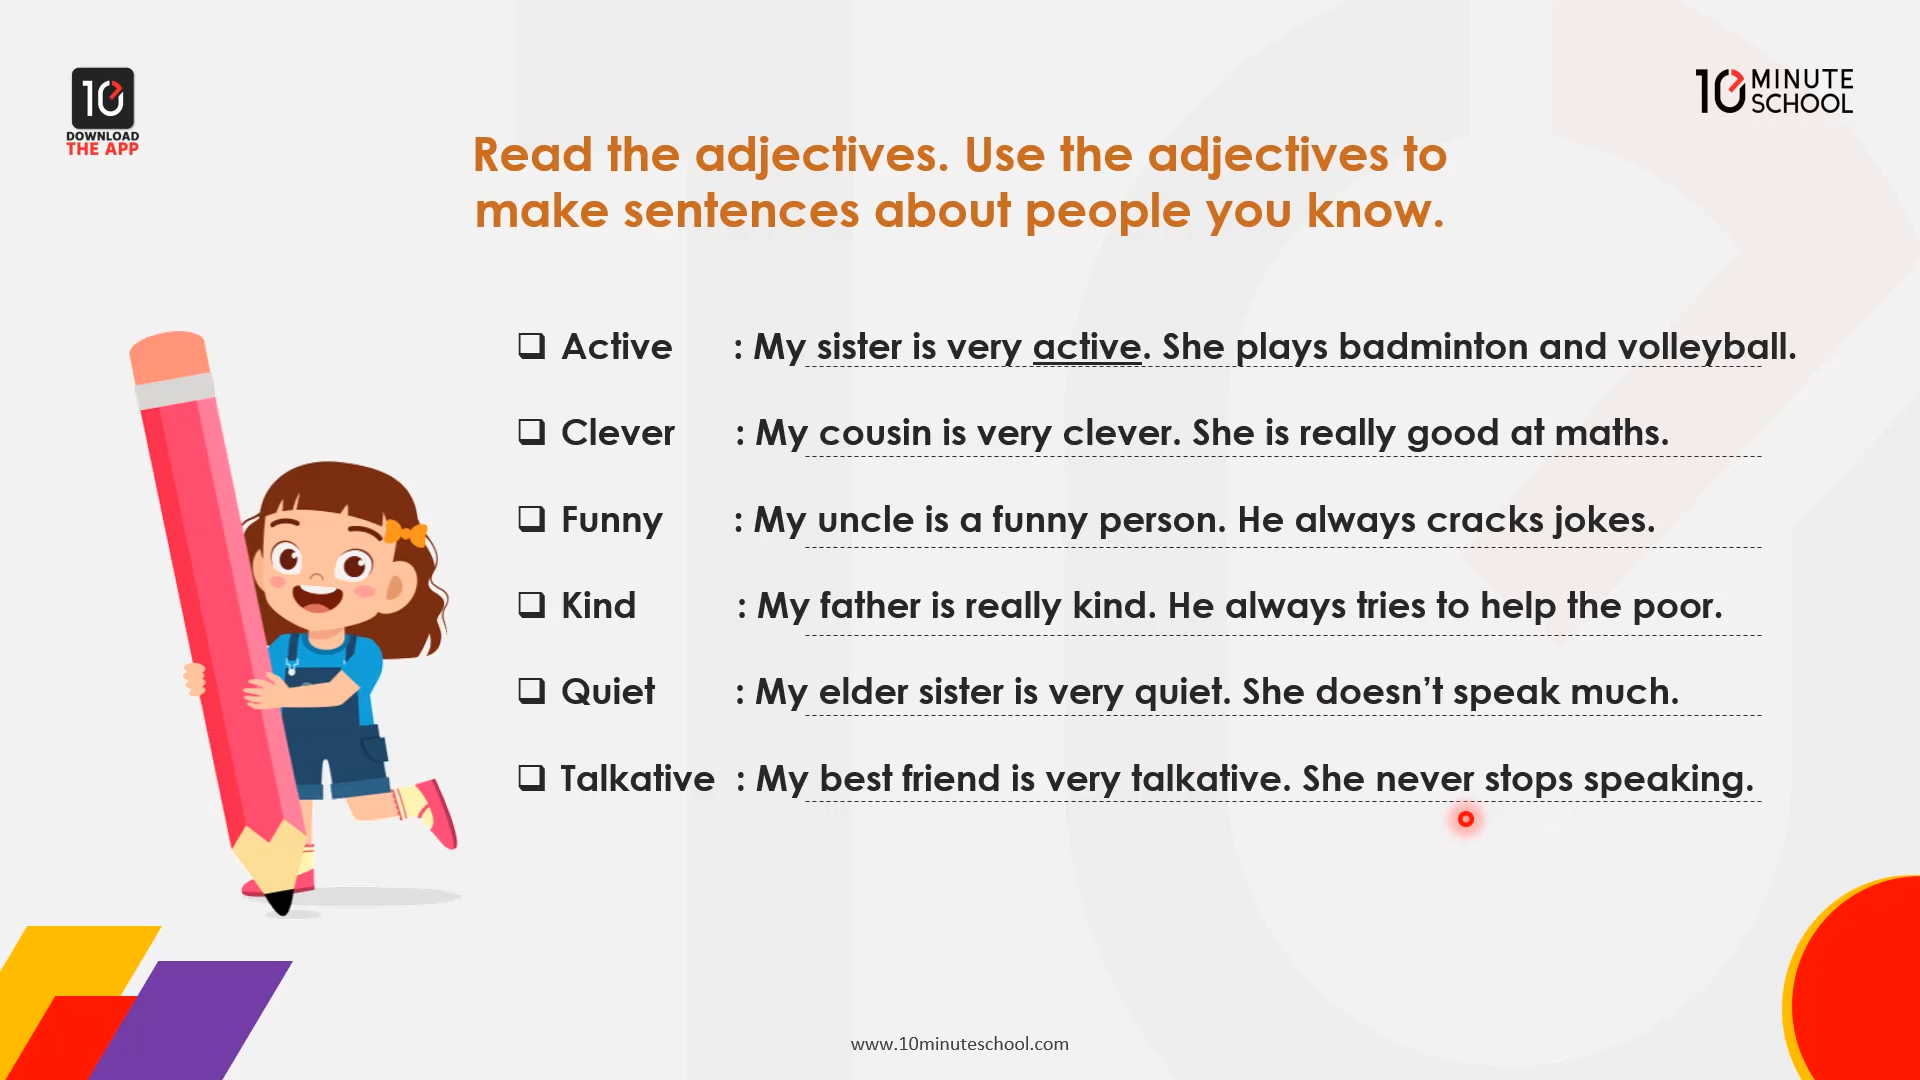 10
DOWNLOAD
THE APP
10 MINUTE
SCHOOL
Read the adjectives. Use the adjectives to
make sentences about people you know.
❑ Active : My sister is very active. She plays badminton and volleyball.
❑ Clever : My cousin is very clever. She is really good at maths.
❑ Funny : My uncle is a funny person. He always cracks jokes.
❑ Kind : My father is really kind. He always tries to help the poor.
❑ Quiet : My elder sister is very quiet. She doesn’t speak much.
❑ Talkative : My best friend is very talkative. She never stops speaking.
www.10minuteschool.com